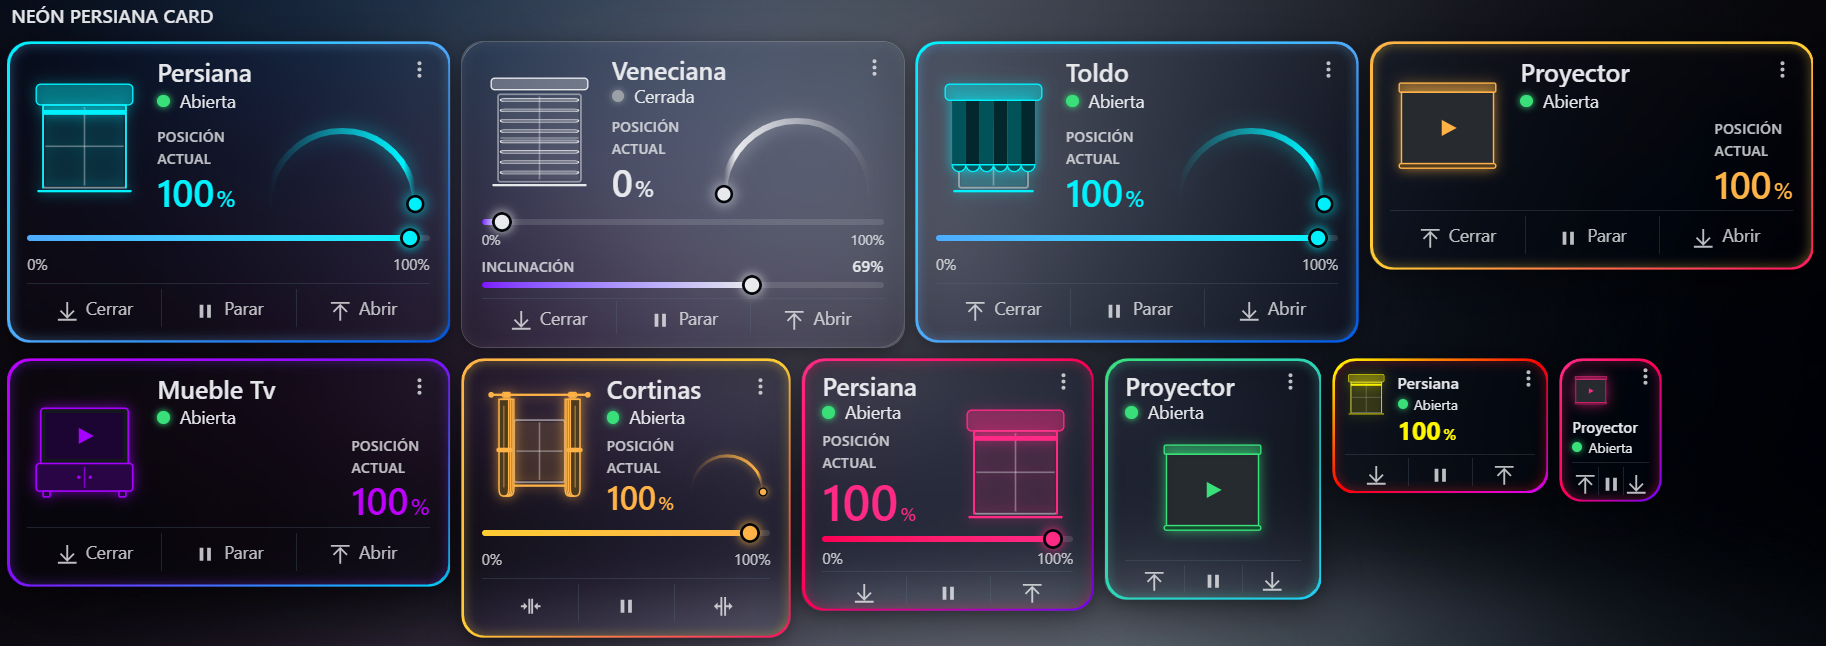 NEÓN PERSIANA CARD
Persiana
Abierta
POSICIÓN
ACTUAL
100%
0%
100%
Cerrar
Parar
Abrir
Veneciana
Cerrada
POSICIÓN
ACTUAL
0%
0%
100%
INCLINACIÓN
69%
Cerrar
Parar
Abrir
Toldo
Abierta
POSICIÓN
ACTUAL
100%
0%
100%
Cerrar
Parar
Abrir
Proyector
Abierta
POSICIÓN
ACTUAL
100%
Cerrar
Parar
Abrir
Mueble Tv
Abierta
POSICIÓN
ACTUAL
100%
Cerrar
Parar
Abrir
Cortinas
Abierta
POSICIÓN
ACTUAL
100%
0%
100%
Persiana
Abierta
POSICIÓN
ACTUAL
100%
0%
100%
Proyector
Abierta
Persiana
Abierta
100%
Proyector
Abierta